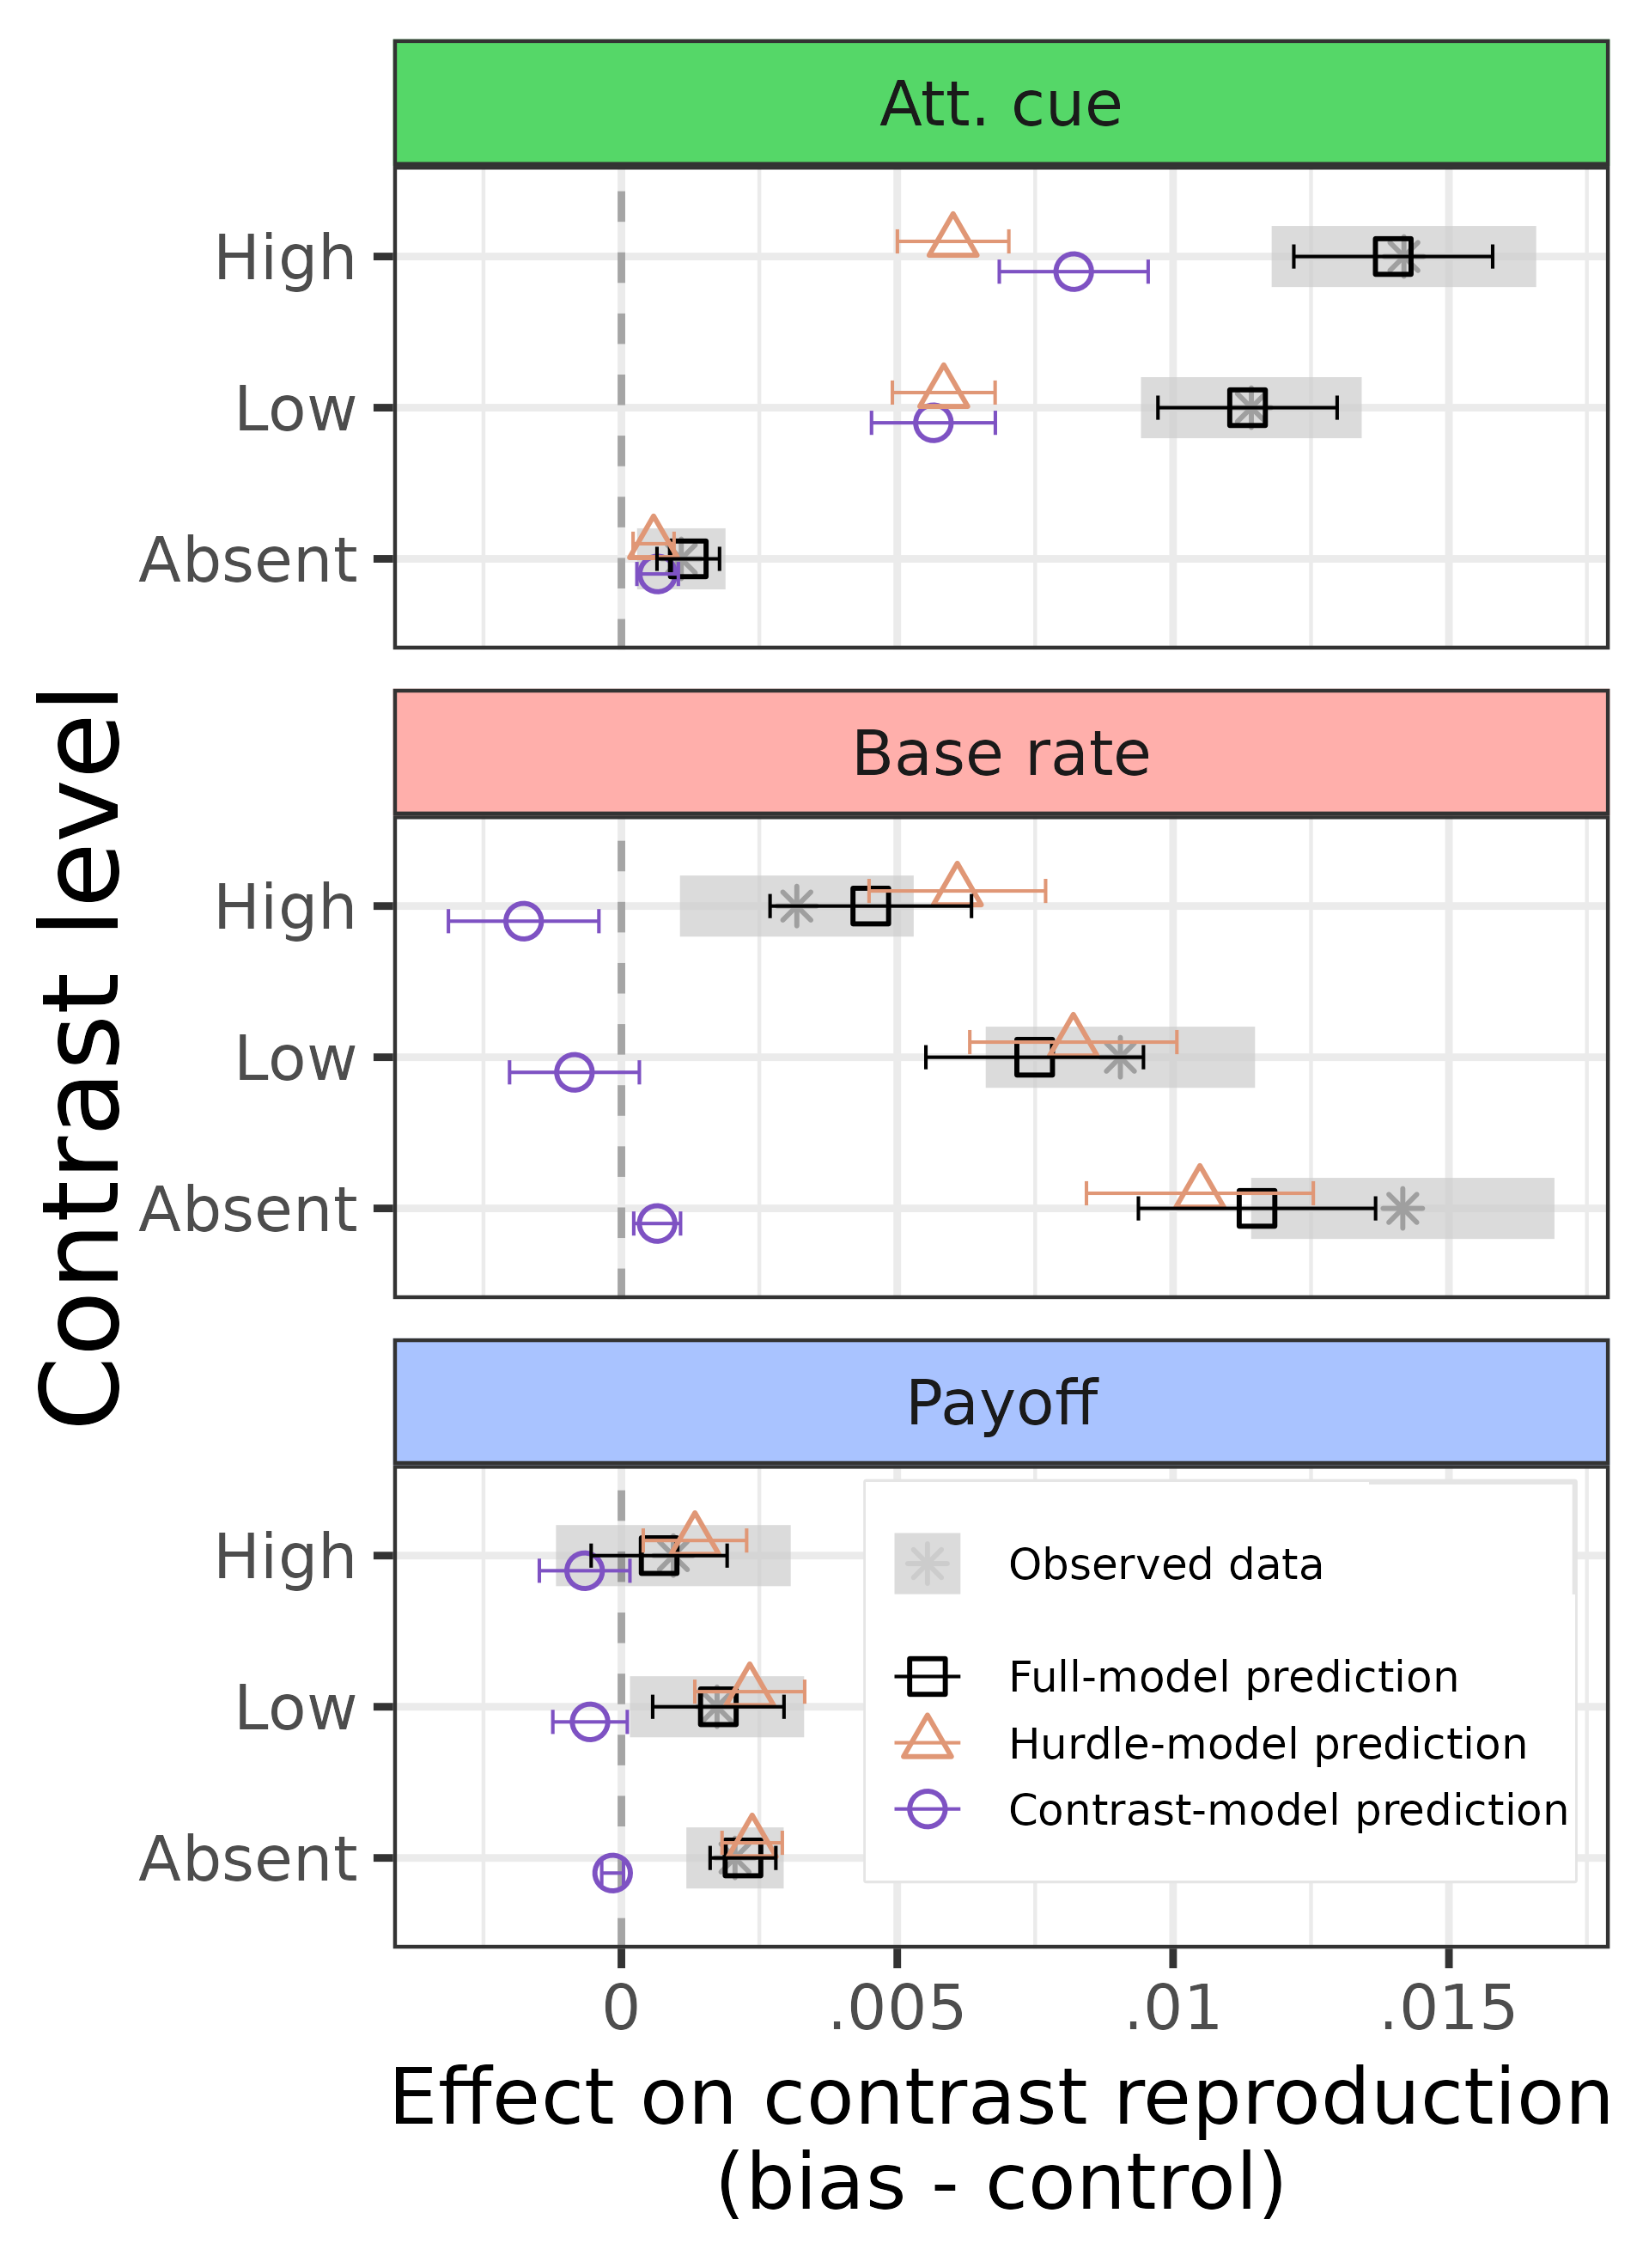 Att. cue
High
Low
Absent
Contrast level
Base rate
High
Low
Absent
Payoff
High
Low
Absent
Observed data
Full-model prediction
Hurdle-model prediction
Contrast-model prediction
0 .005 .01 .015
Effect on contrast reproduction
(bias - control)